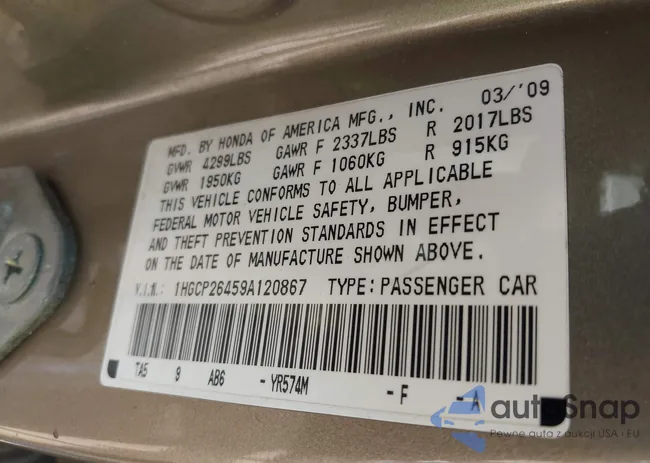 MFD. BY HONDA OF AMERICA MFG., INC. 03/'09
GVWR 4299LBS GAWR F 2337LBS R 2017LBS
GVWR 1950KG GAWR F 1060KG R 915KG
THIS VEHICLE CONFORMS TO ALL APPLICABLE
FEDERAL MOTOR VEHICLE SAFETY, BUMPER,
AND THEFT PREVENTION STANDARDS IN EFFECT
ON THE DATE OF MANUFACTURE SHOWN ABOVE.
V.I.N.: 1HGCP26459A120867 TYPE: PASSENGER CAR
TA5 9 AB6 -YR574M -F -A
autoSnap
Pewne auta z aukcji USA · EU